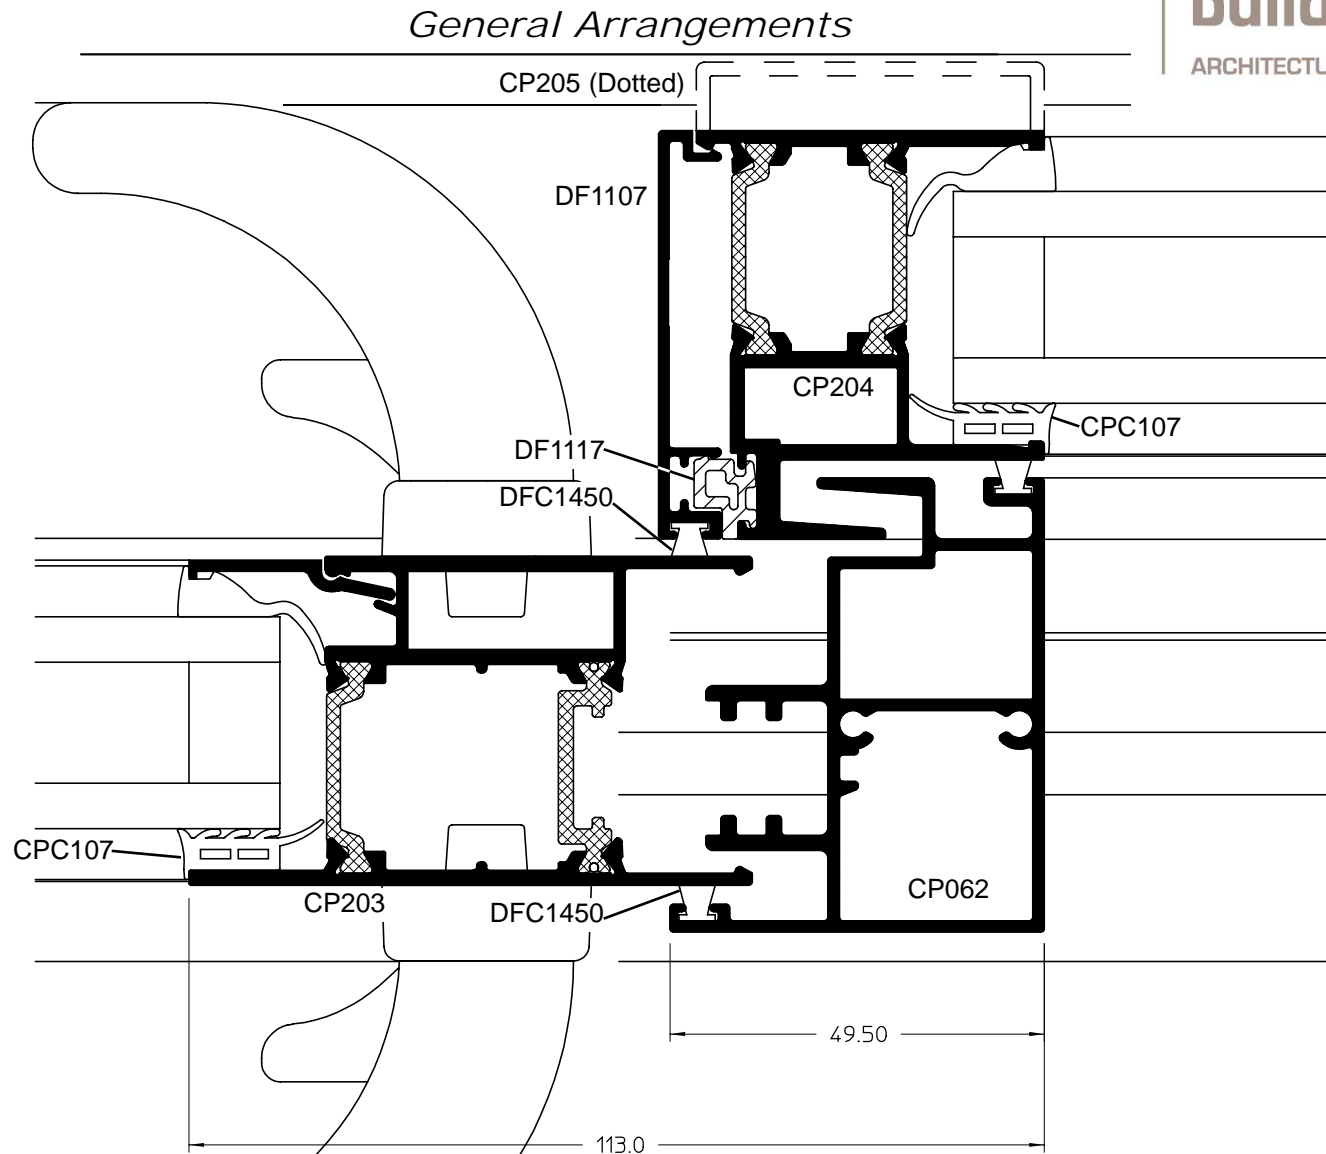 General Arrangements
ARCHITECTU
CP205 (Dotted)
DF1107
CP204
CPC107
DF1117
DFC1450
CPC107
CP203
DFC1450
CP062
49.50
113.0